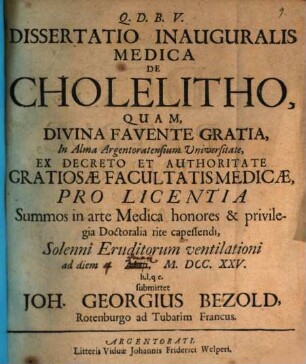 Q. D. B. V.
DISSERTATIO INAUGURALIS
MEDICA
DE
CHOLELITHO,
QUAM,
DIVINA FAVENTE GRATIA,
In Alma Argentoratensium Universitate,
EX DECRETO ET AUTHORITATE
GRATIOSÆ FACULTATIS MEDICÆ,
PRO LICENTIA
Summos in arte Medica honores & privile-
gia Doctoralia rite capessendi,
Solenni Eruditorum ventilationi
ad diem M. DCC. XXV.
h.l.q c.
submittet
JOH. GEORGIUS BEZOLD,
Rotenburgo ad Tubarim Francus.
ARGENTORATI,
Litteris Viduæ Johannis Friderici Welperi.